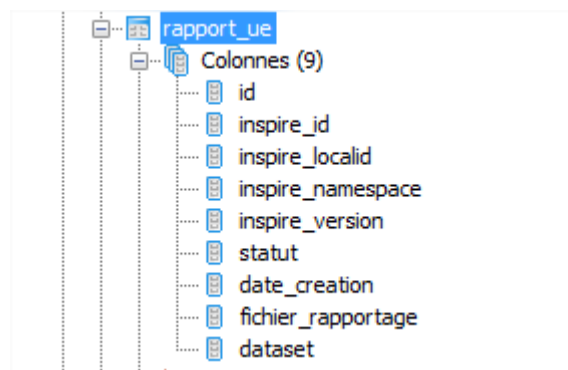 rapport_ue
Colonnes (9)
id
inspire_id
inspire_localid
inspire_namespace
inspire_version
statut
date_creation
fichier_rapportage
dataset